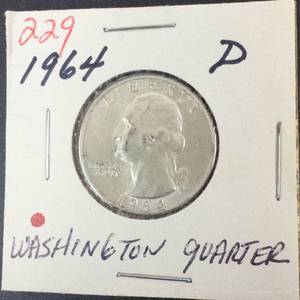 229
1964 D
LIBERTY
1964
WASHINGTON QUARTER